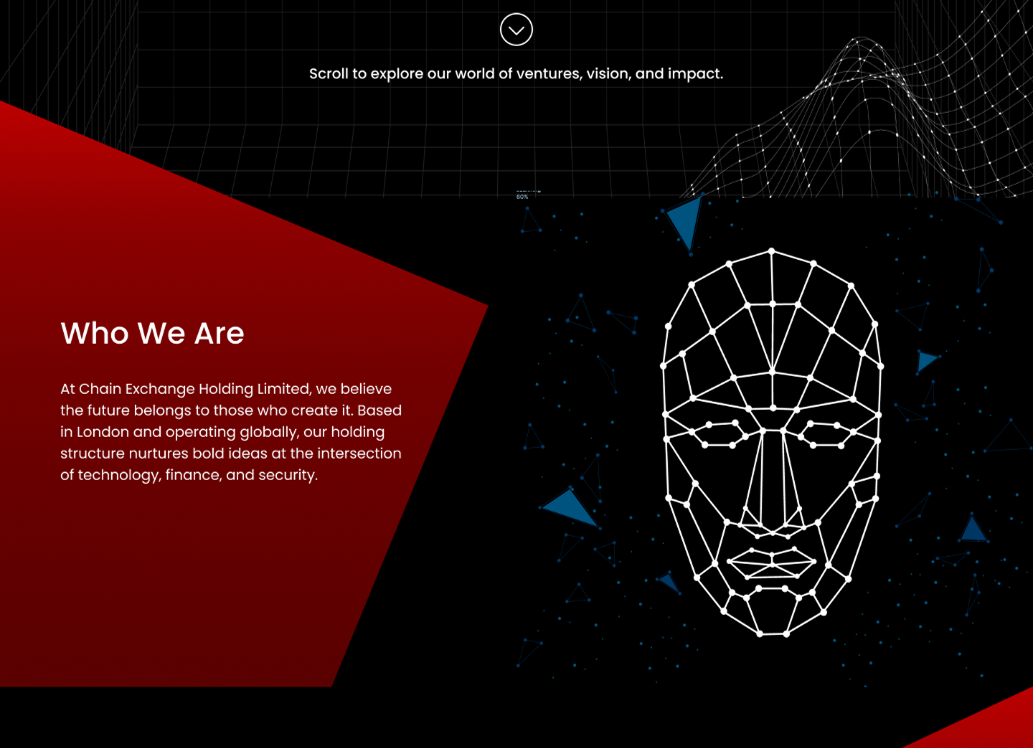 Scroll to explore our world of ventures, vision, and impact.
60%
Who We Are
At Chain Exchange Holding Limited, we believe
the future belongs to those who create it. Based
in London and operating globally, our holding
structure nurtures bold ideas at the intersection
of technology, finance, and security.